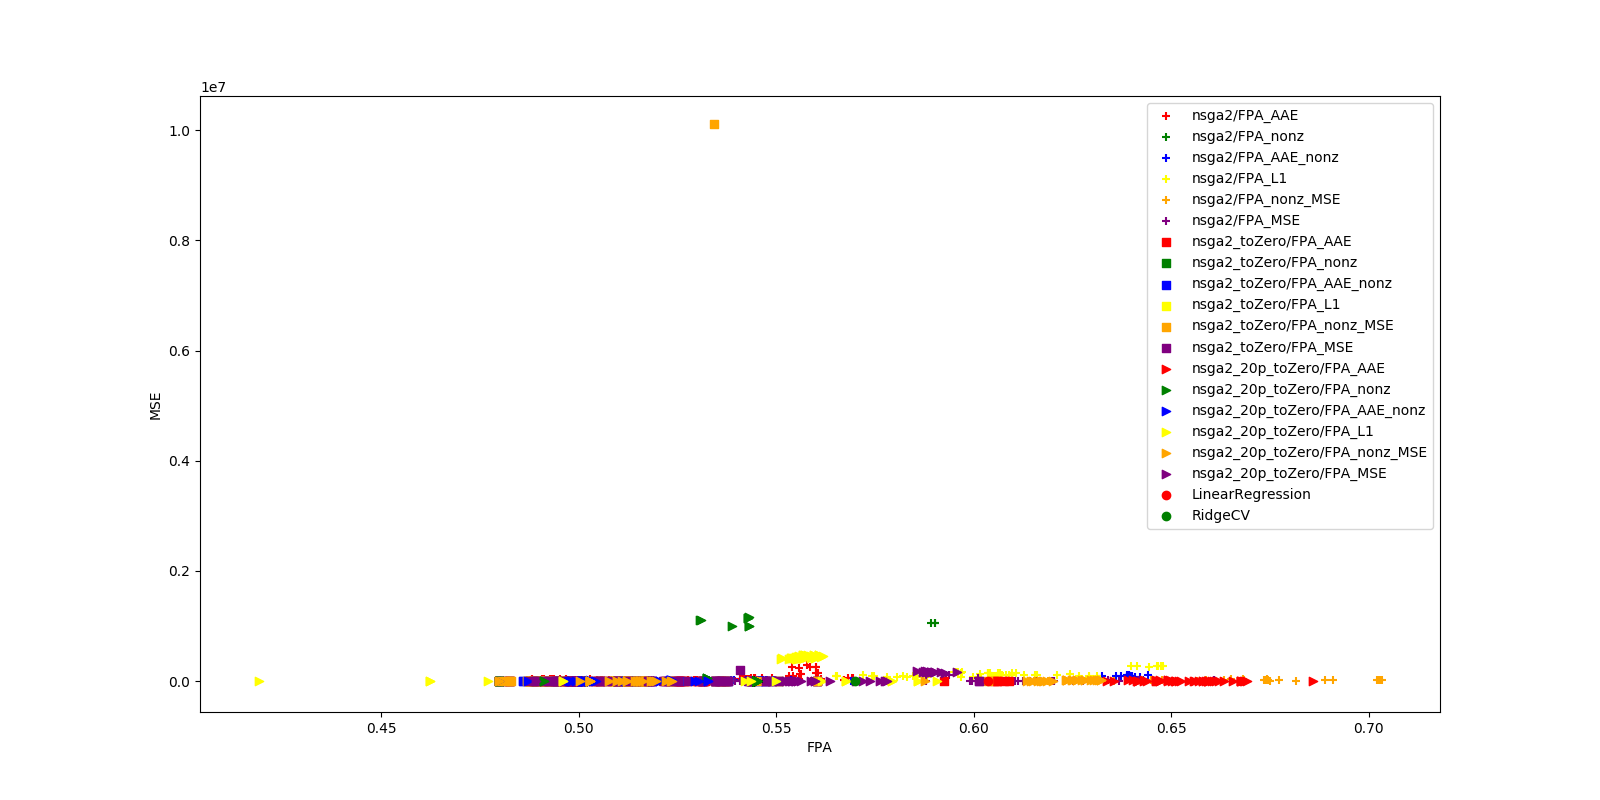 1e7
1.0
0.8
0.6
0.4
0.2
0.0
MSE
0.45
0.50
0.55
0.60
0.65
0.70
FPA
nsga2/FPA_AAE
nsga2/FPA_nonz
nsga2/FPA_AAE_nonz
nsga2/FPA_L1
nsga2/FPA_nonz_MSE
nsga2/FPA_MSE
nsga2_toZero/FPA_AAE
nsga2_toZero/FPA_nonz
nsga2_toZero/FPA_AAE_nonz
nsga2_toZero/FPA_L1
nsga2_toZero/FPA_nonz_MSE
nsga2_toZero/FPA_MSE
nsga2_20p_toZero/FPA_AAE
nsga2_20p_toZero/FPA_nonz
nsga2_20p_toZero/FPA_AAE_nonz
nsga2_20p_toZero/FPA_L1
nsga2_20p_toZero/FPA_nonz_MSE
nsga2_20p_toZero/FPA_MSE
LinearRegression
RidgeCV